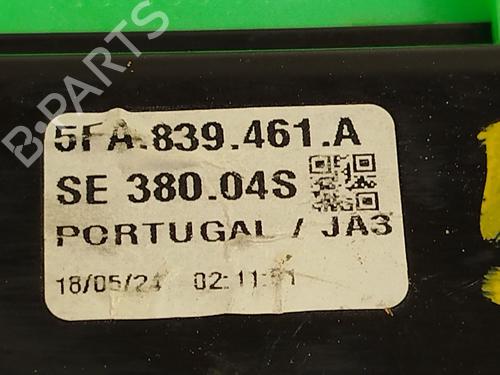 B-PARTS
5FA.839.461.A
SE 380.04S
PORTUGAL / JA3
18/05/24